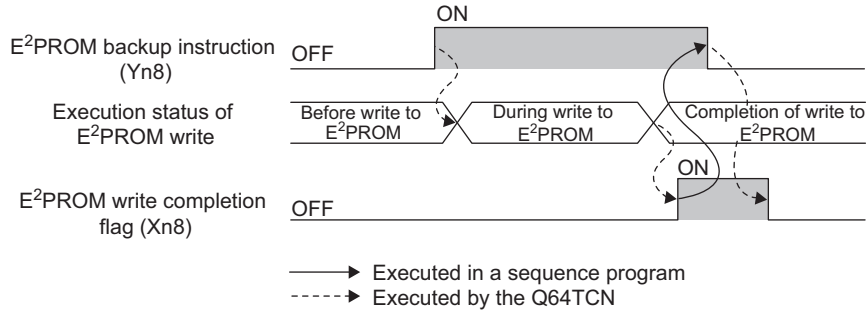 ON
E²PROM backup instruction
(Yn8)
OFF
Execution status of
E²PROM write
Before write to
E²PROM
During write to
E²PROM
Completion of write to
E²PROM
ON
E²PROM write completion
flag (Xn8)
OFF
Executed in a sequence program
Executed by the Q64TCN